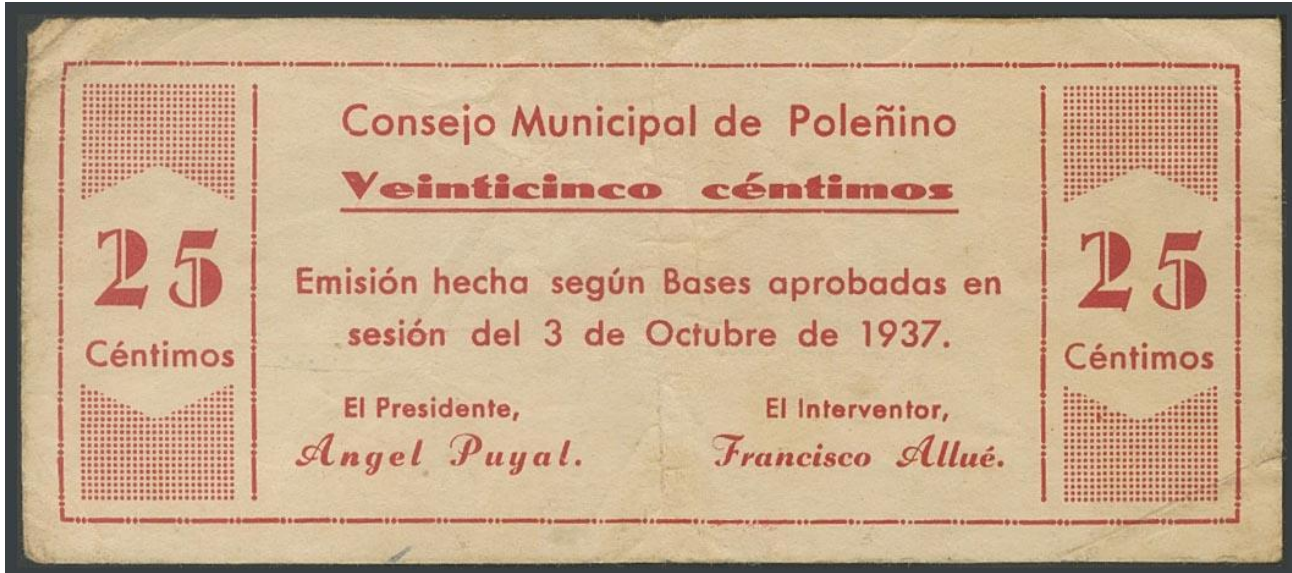 Consejo Municipal de Poleñino
Veinticinco céntimos
25
Céntimos
Emisión hecha según Bases aprobadas en
sesión del 3 de Octubre de 1937.
El Presidente,
Angel Puyal.
El Interventor,
Francisco Allué.
25
Céntimos